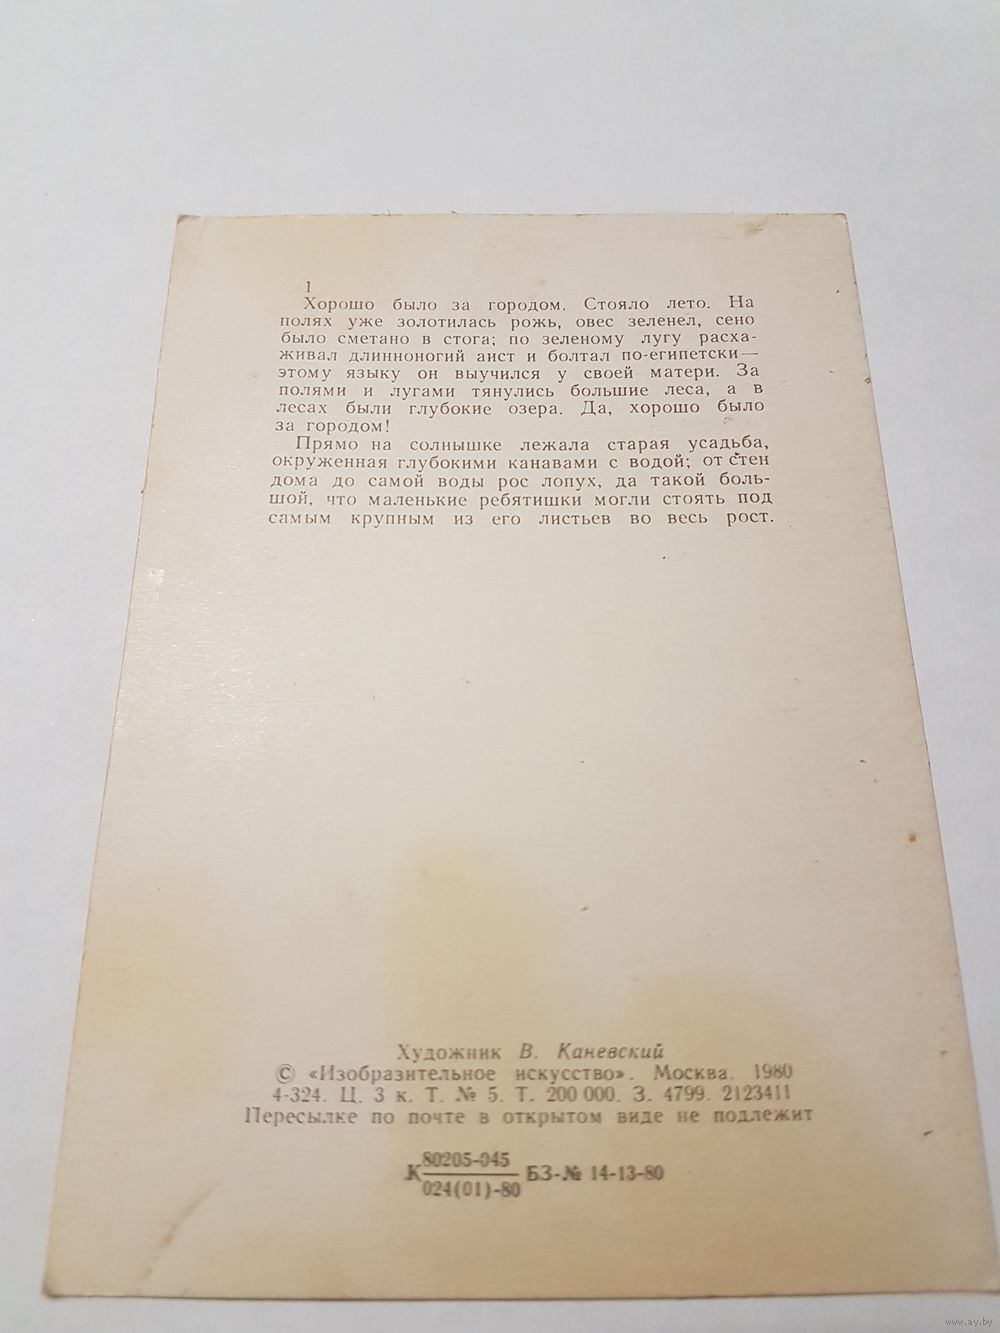 1
Хорошо было за городом. Стояло лето. На
полях уже золотилась рожь, овес зеленел, сено
было сметано в стога; по зеленому лугу расха-
живал длинноногий аист и болтал по-египетски—
этому языку он выучился у своей матери. За
полями и лугами тянулись большие леса, а в
лесах были глубокие озера. Да, хорошо было
за городом!
Прямо на солнышке лежала старая усадьба,
окруженная глубокими канавами с водой; от стен
дома до самой воды рос лопух, да такой боль-
шой, что маленькие ребятишки могли стоять под
самым крупным из его листьев во весь рост.
Художник В. Каневский
© «Изобразительное искусство». Москва. 1980
4-324. Ц. 3 к. Т. № 5. Т. 200 000. З. 4799. 2123411
Пересылке по почте в открытом виде не подлежит
К 80205-045 БЗ-№ 14-13-80
024(01)-80
www.ay.by